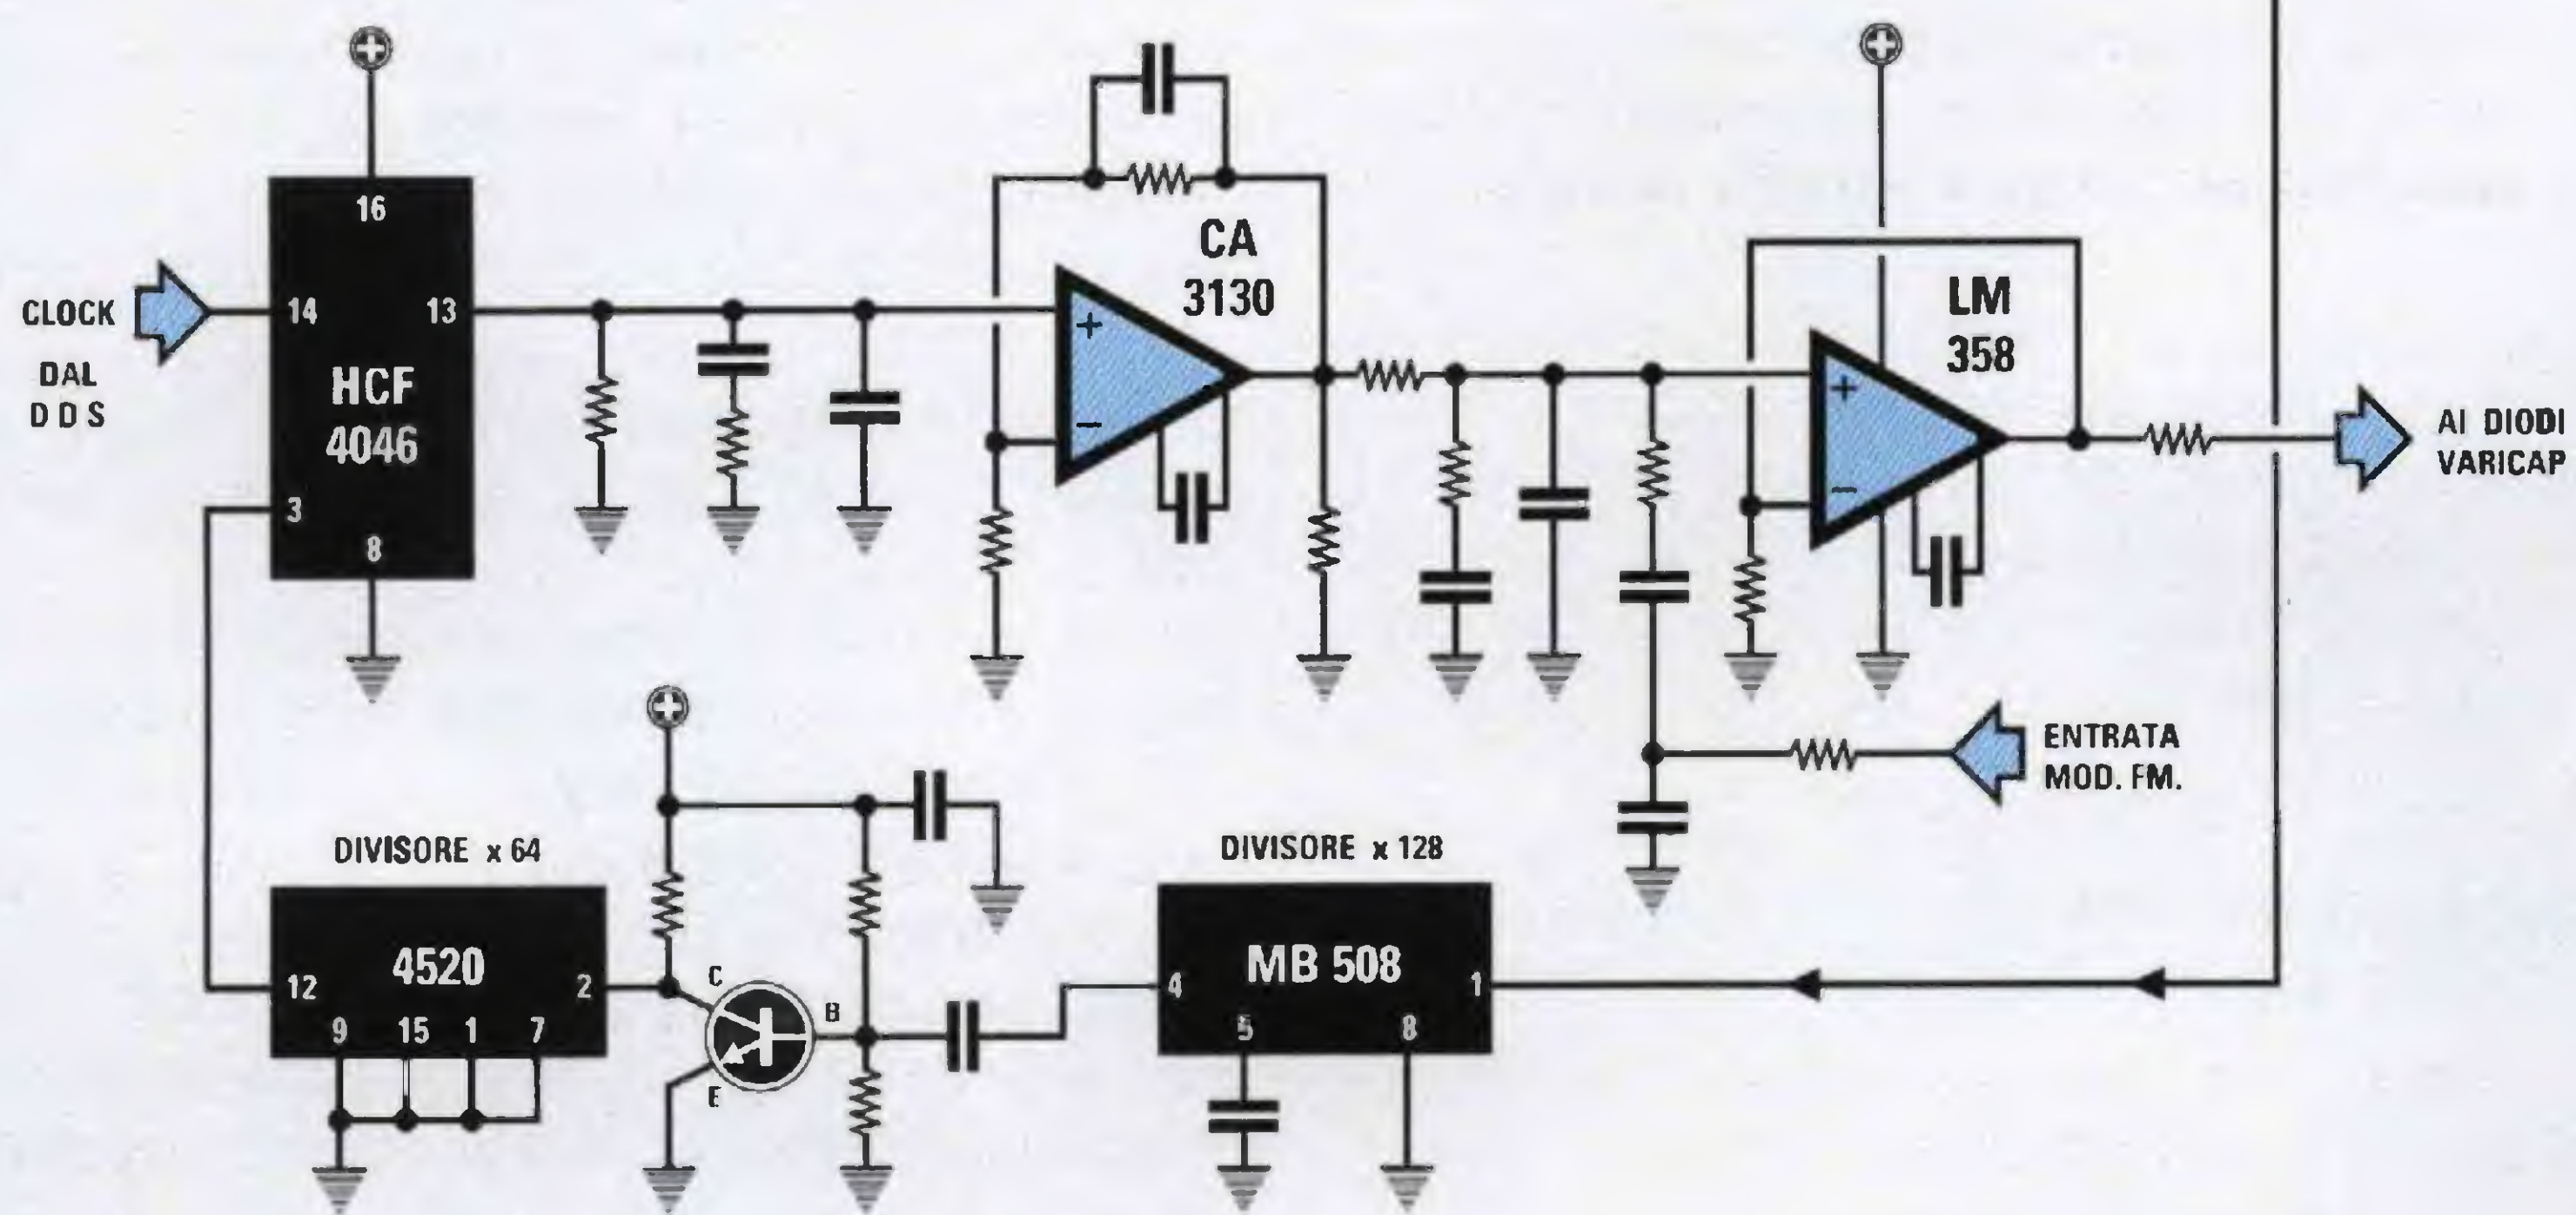 16
14
13
HCF
4046
3
8
CLOCK
DAL
DDS
CA
3130
+
−
LM
358
+
−
AI DIODI
VARICAP
ENTRATA
MOD. FM.
DIVISORE x 64
4520
12
2
9
15
1
7
C
B
E
DIVISORE x 128
MB 508
4
1
5
8